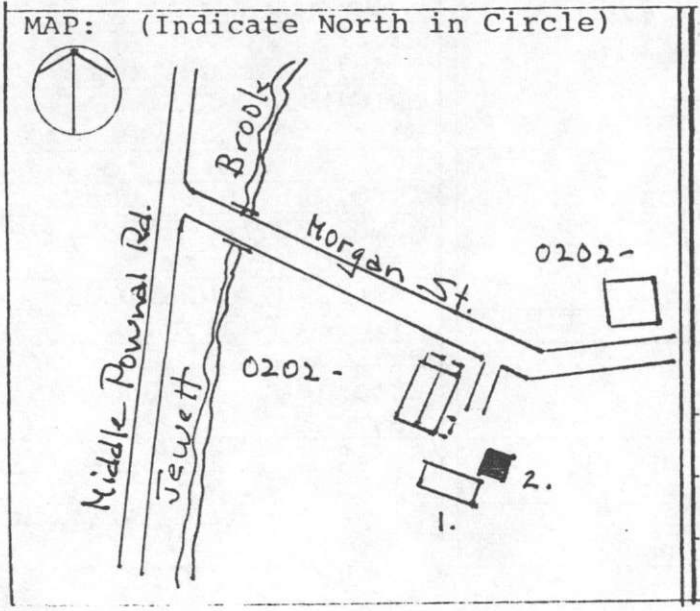 MAP: (Indicate North in Circle)
Brook
Morgan St.
0202-
Middle Pownal Rd.
0202-
Jewett
2.
1.